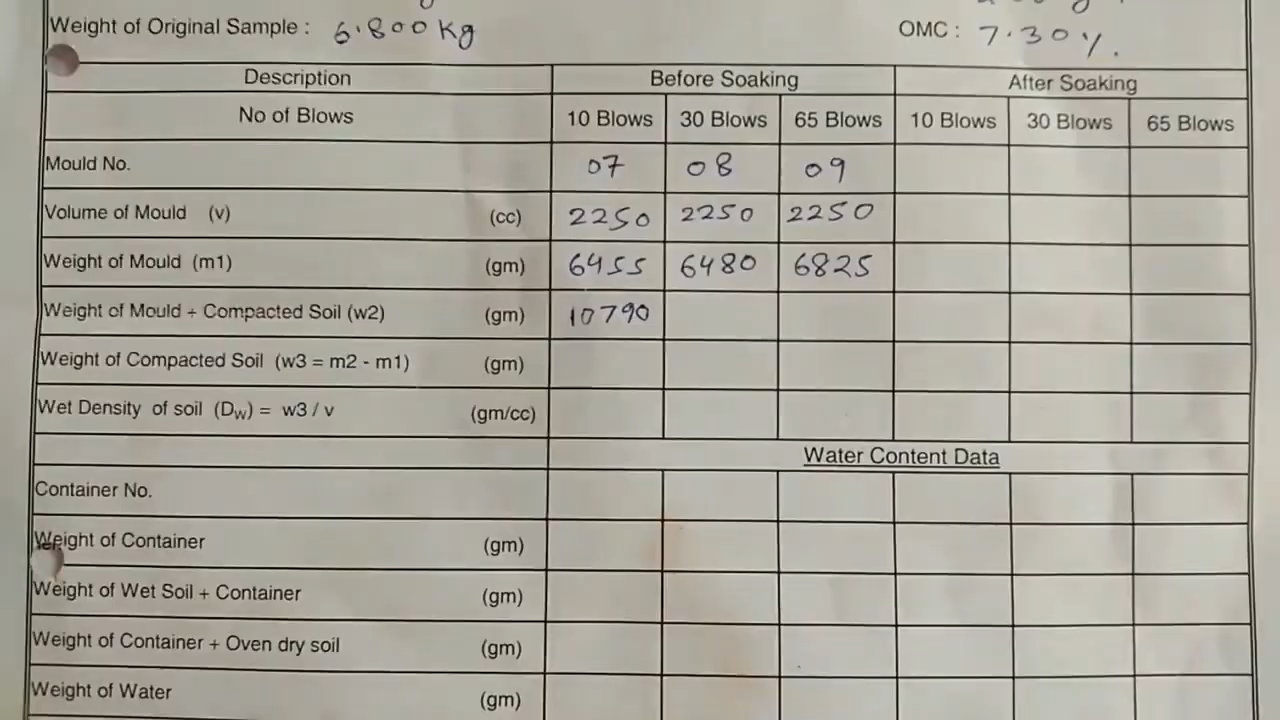 Weight of Original Sample : 6.800 Kg
OMC : 7.30 %.
Description Before Soaking After Soaking
No of Blows 10 Blows 30 Blows 65 Blows 10 Blows 30 Blows 65 Blows
Mould No. 07 08 09
Volume of Mould (v) (cc) 2250 2250 2250
Weight of Mould (m1) (gm) 6455 6480 6825
Weight of Mould + Compacted Soil (w2) (gm) 10790
Weight of Compacted Soil (w3 = m2 - m1) (gm)
Wet Density of soil (Dw) = w3 / v (gm/cc)
Water Content Data
Container No.
Weight of Container (gm)
Weight of Wet Soil + Container (gm)
Weight of Container + Oven dry soil (gm)
Weight of Water (gm)